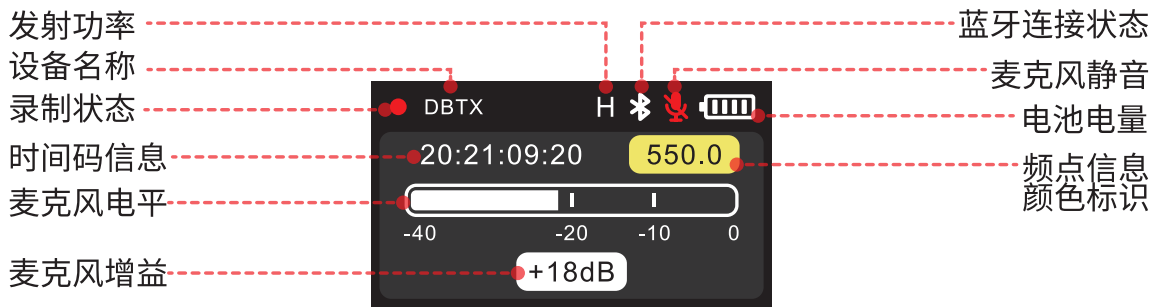 发射功率
设备名称
录制状态
时间码信息
麦克风电平
麦克风增益
DBTX H
20:21:09:20 550.0
-40 -20 -10 0
+18dB
蓝牙连接状态
麦克风静音
电池电量
频点信息
颜色标识